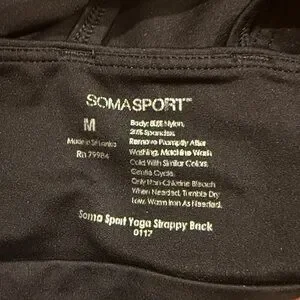 SOMASPORT™
M
Made in Sri Lanka
Rn 79984
Body: 80% Nylon,
20% Spandex.
Remove Promptly After
Washing, Machine Wash
Cold With Similar Colors,
Gentle Cycle.
Only Non-Chlorine Bleach
When Needed, Tumble Dry
Low, Warm Iron As Needed.
Soma Sport Yoga Strappy Back
0117